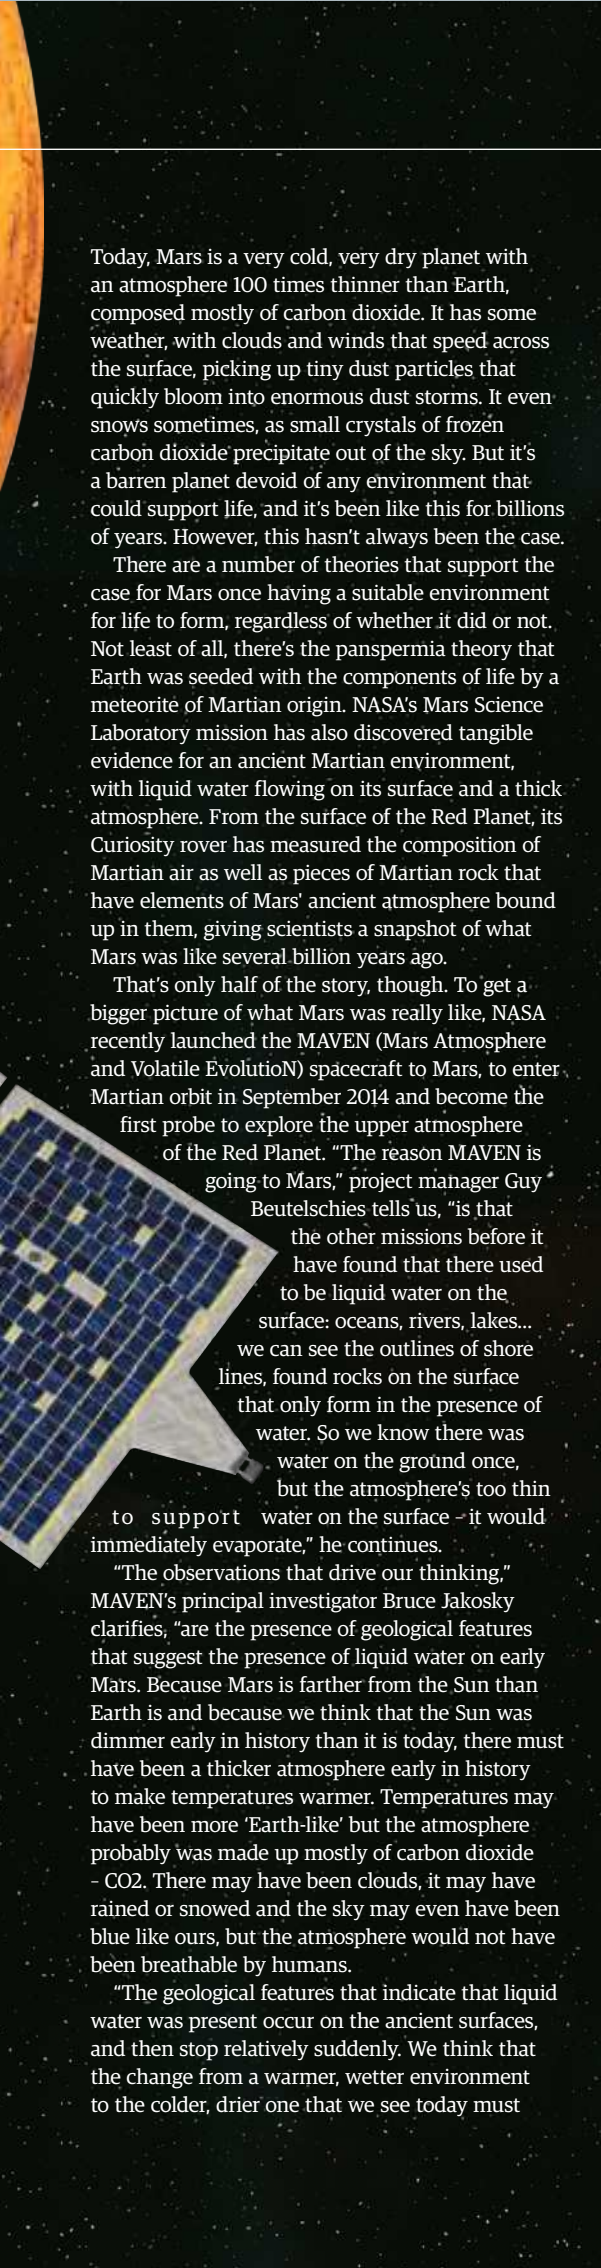 Today, Mars is a very cold, very dry planet with
an atmosphere 100 times thinner than Earth,
composed mostly of carbon dioxide. It has some
weather, with clouds and winds that speed across
the surface, picking up tiny dust particles that
quickly bloom into enormous dust storms. It even
snows sometimes, as small crystals of frozen
carbon dioxide precipitate out of the sky. But it’s
a barren planet devoid of any environment that
could support life, and it’s been like this for billions
of years. However, this hasn’t always been the case.
There are a number of theories that support the
case for Mars once having a suitable environment
for life to form, regardless of whether it did or not.
Not least of all, there’s the panspermia theory that
Earth was seeded with the components of life by a
meteorite of Martian origin. NASA’s Mars Science
Laboratory mission has also discovered tangible
evidence for an ancient Martian environment,
with liquid water flowing on its surface and a thick
atmosphere. From the surface of the Red Planet, its
Curiosity rover has measured the composition of
Martian air as well as pieces of Martian rock that
have elements of Mars' ancient atmosphere bound
up in them, giving scientists a snapshot of what
Mars was like several billion years ago.
That’s only half of the story, though. To get a
bigger picture of what Mars was really like, NASA
recently launched the MAVEN (Mars Atmosphere
and Volatile EvolutioN) spacecraft to Mars, to enter
Martian orbit in September 2014 and become the
first probe to explore the upper atmosphere
of the Red Planet. “The reason MAVEN is
going to Mars,” project manager Guy
Beutelschies tells us, “is that
the other missions before it
have found that there used
to be liquid water on the
surface: oceans, rivers, lakes...
we can see the outlines of shore
lines, found rocks on the surface
that only form in the presence of
water. So we know there was
water on the ground once,
but the atmosphere’s too thin
to support water on the surface – it would
immediately evaporate,” he continues.
“The observations that drive our thinking,”
MAVEN’s principal investigator Bruce Jakosky
clarifies, “are the presence of geological features
that suggest the presence of liquid water on early
Mars. Because Mars is farther from the Sun than
Earth is and because we think that the Sun was
dimmer early in history than it is today, there must
have been a thicker atmosphere early in history
to make temperatures warmer. Temperatures may
have been more ‘Earth-like’ but the atmosphere
probably was made up mostly of carbon dioxide
– CO2. There may have been clouds, it may have
rained or snowed and the sky may even have been
blue like ours, but the atmosphere would not have
been breathable by humans.
“The geological features that indicate that liquid
water was present occur on the ancient surfaces,
and then stop relatively suddenly. We think that
the change from a warmer, wetter environment
to the colder, drier one that we see today must